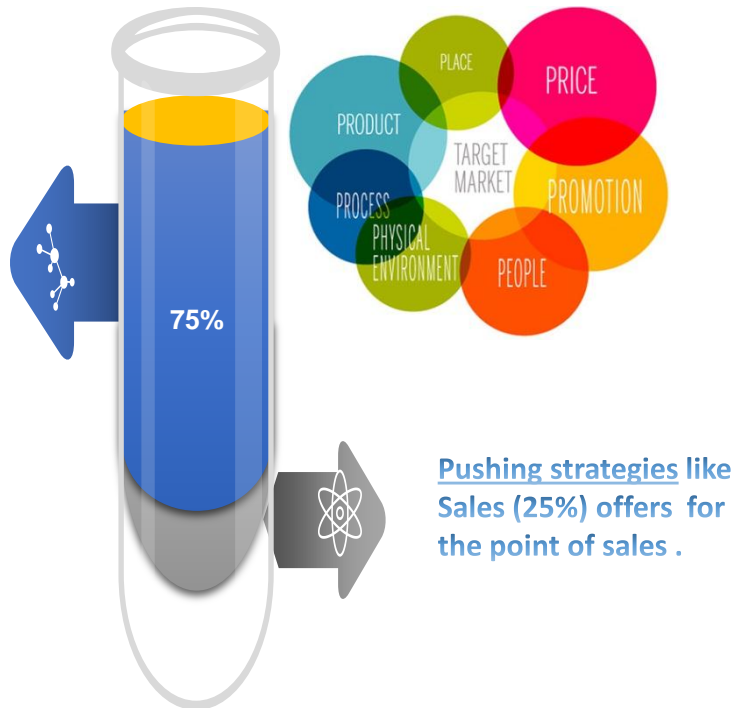 PLACE
PRICE
PRODUCT
TARGET
MARKET
PROMOTION
PROCESS
PHYSICAL
ENVIRONMENT
PEOPLE
75%
Pushing strategies like
Sales (25%) offers for
the point of sales .